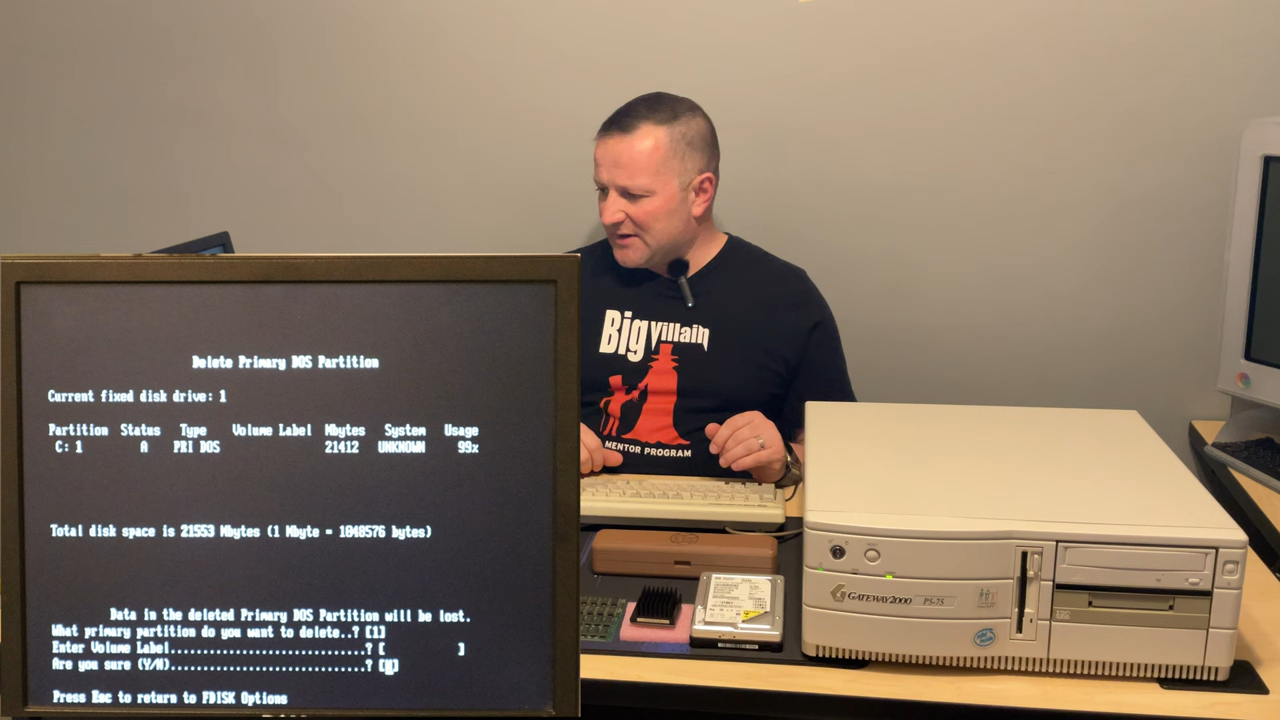 Delete Primary DOS Partition
Current fixed disk drive: 1
Partition Status Type Volume Label Mbytes System Usage
C: 1 A PRI DOS 21412 UNKNOWN 99%
Total disk space is 21553 Mbytes (1 Mbyte = 1048576 bytes)
Data in the deleted Primary DOS Partition will be lost.
What primary partition do you want to delete..? [1]
Enter Volume Label...............................? [ ]
Are you sure (Y/N)...............................? [N]
Press Esc to return to FDISK Options
Big Villain
MENTOR PROGRAM
GATEWAY2000 P5-75